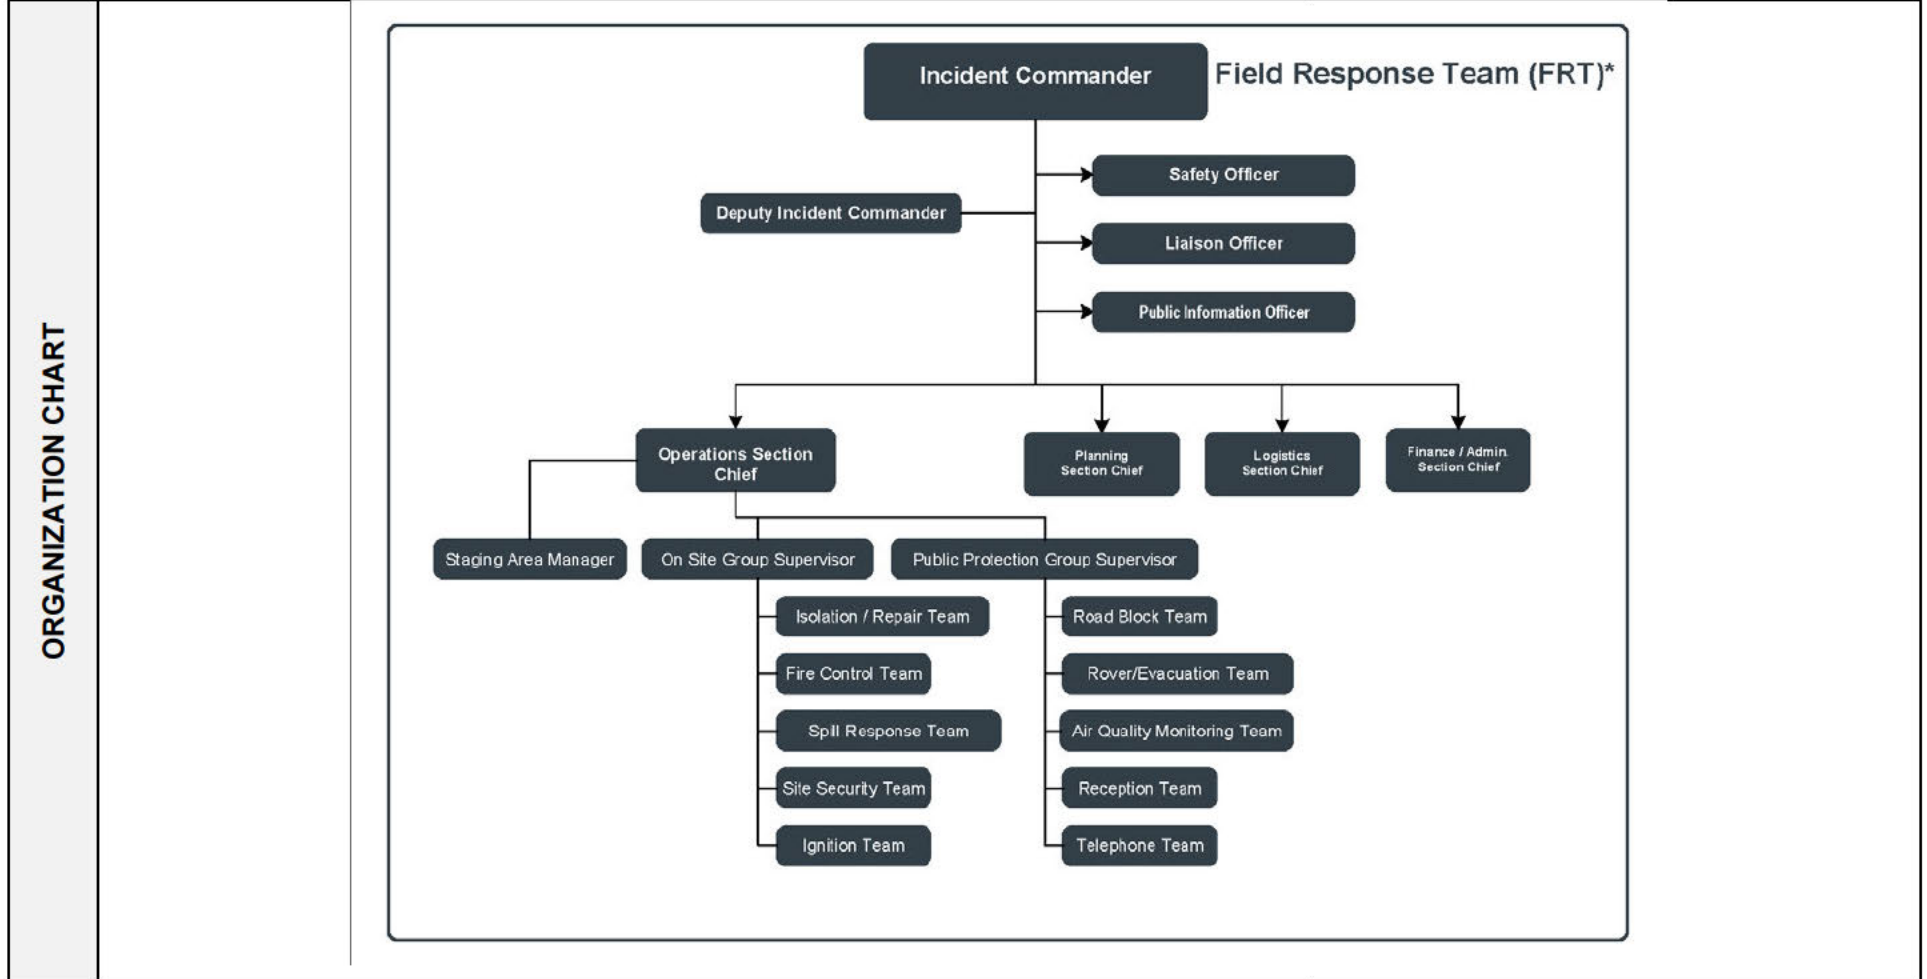 ORGANIZATION CHART
Incident Commander
Field Response Team (FRT)*
Safety Officer
Deputy Incident Commander
Liaison Officer
Public Information Officer
Operations Section
Chief
Planning
Section Chief
Logistics
Section Chief
Finance / Admin.
Section Chief
Staging Area Manager
On Site Group Supervisor
Public Protection Group Supervisor
Isolation / Repair Team
Road Block Team
Fire Control Team
Rover/Evacuation Team
Spill Response Team
Air Quality Monitoring Team
Site Security Team
Reception Team
Ignition Team
Telephone Team